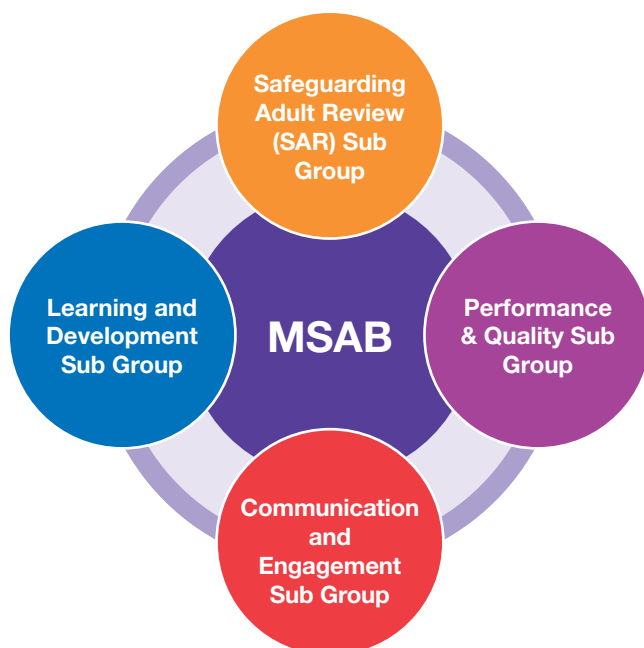 Safeguarding
Adult Review
(SAR) Sub
Group
Learning and
Development
Sub Group
MSAB
Performance
& Quality Sub
Group
Communication
and
Engagement
Sub Group